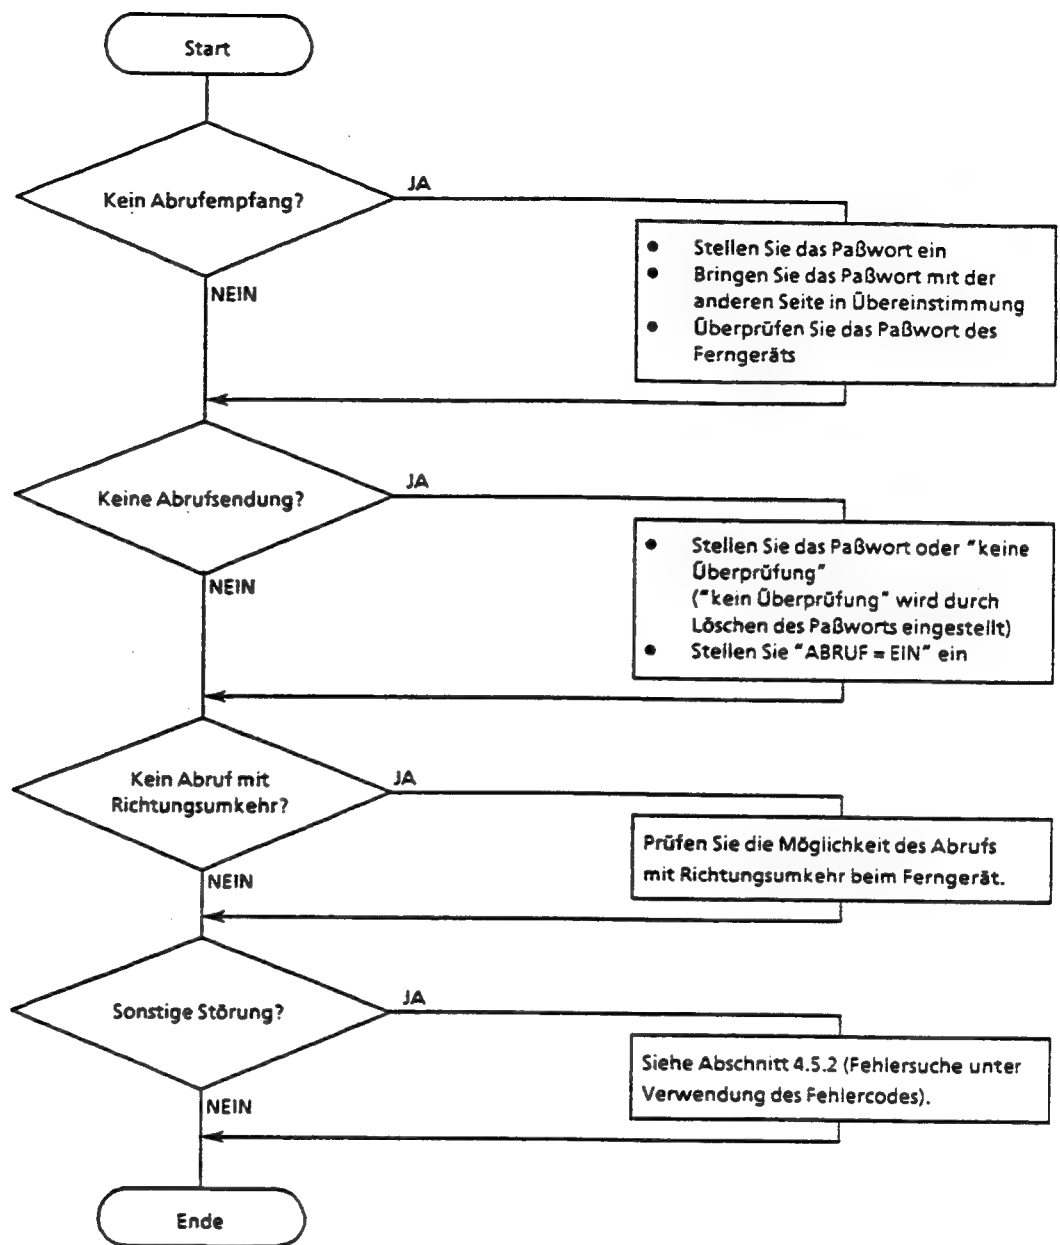 Start
Kein Abrufempfang?
JA
● Stellen Sie das Paßwort ein
● Bringen Sie das Paßwort mit der
anderen Seite in Übereinstimmung
● Überprüfen Sie das Paßwort des
Ferngeräts
NEIN
Keine Abrufsendung?
JA
● Stellen Sie das Paßwort oder "keine
Überprüfung"
("kein Überprüfung" wird durch
Löschen des Paßworts eingestellt)
● Stellen Sie "ABRUF = EIN" ein
NEIN
Kein Abruf mit
Richtungsumkehr?
JA
Prüfen Sie die Möglichkeit des Abrufs
mit Richtungsumkehr beim Ferngerät.
NEIN
Sonstige Störung?
JA
Siehe Abschnitt 4.5.2 (Fehlersuche unter
Verwendung des Fehlercodes).
NEIN
Ende